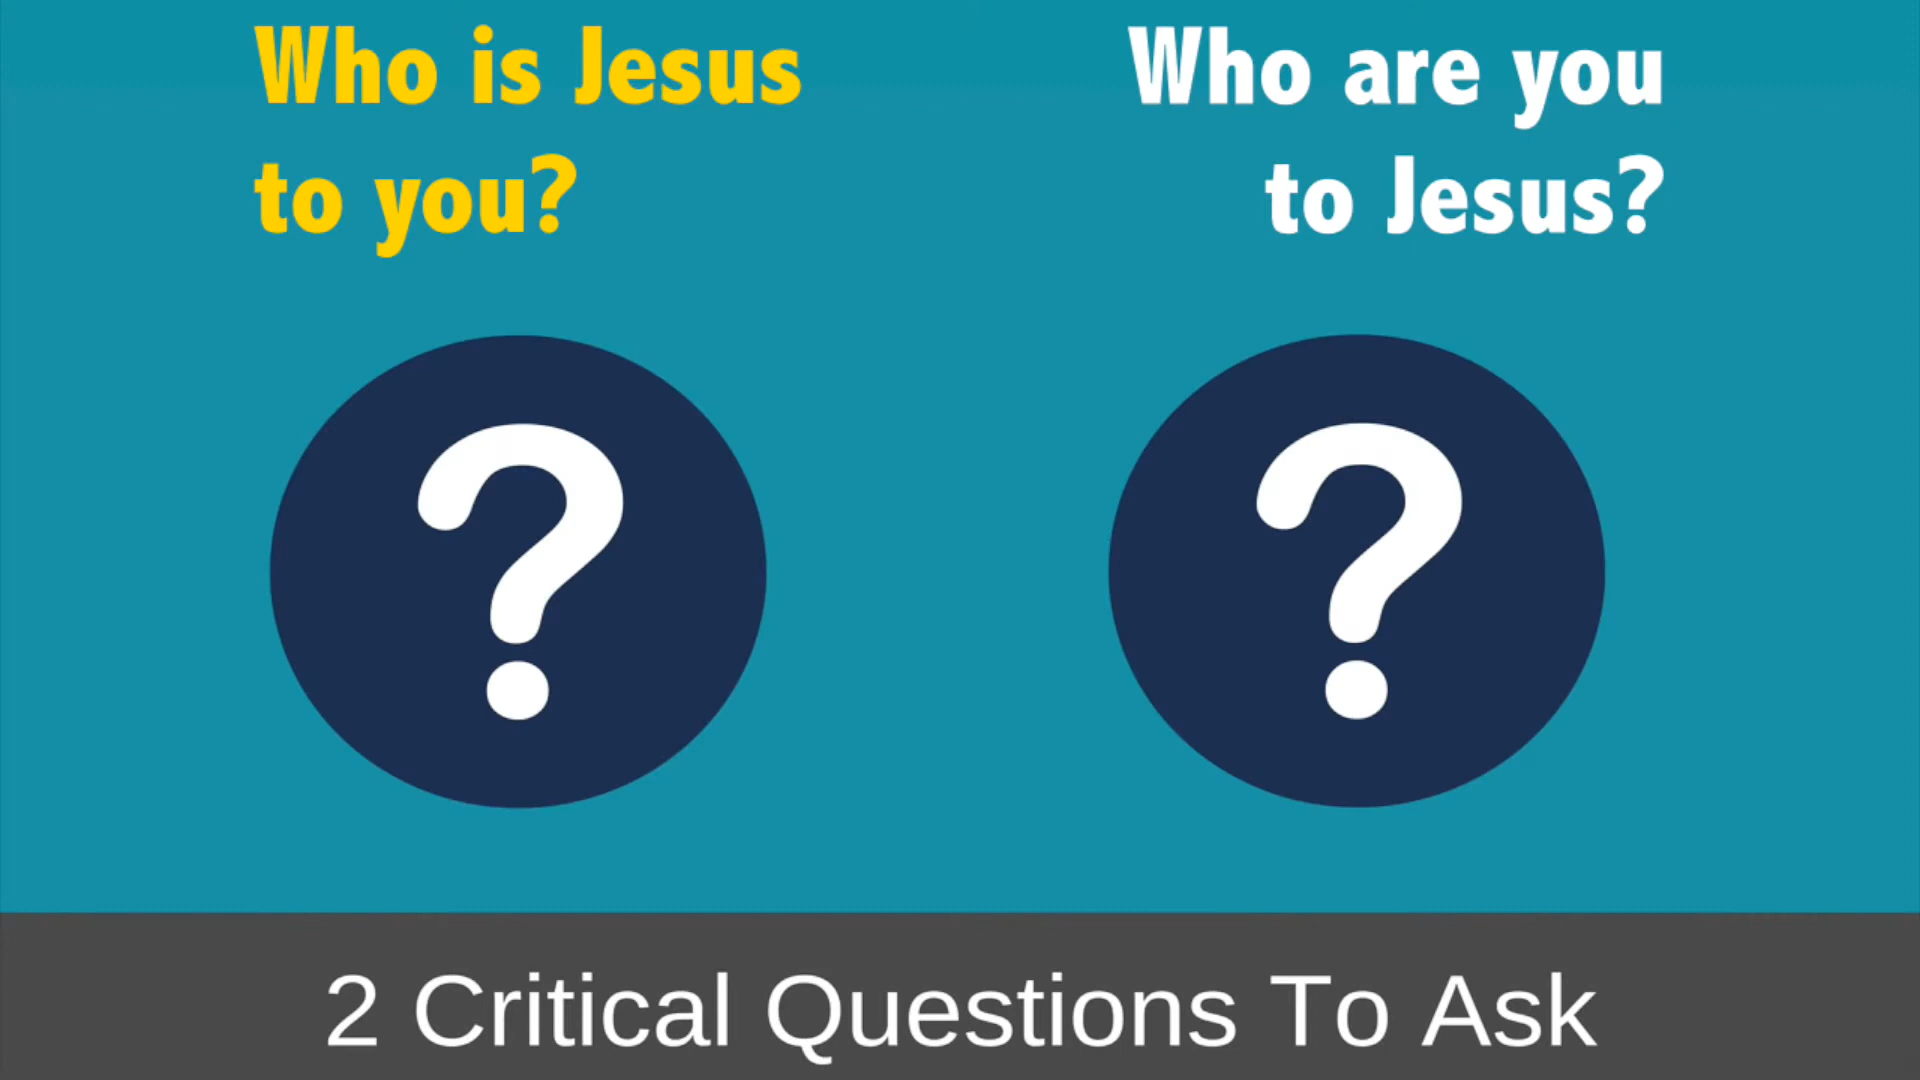 Who is Jesus
to you?
Who are you
to Jesus?
?
?
2 Critical Questions To Ask